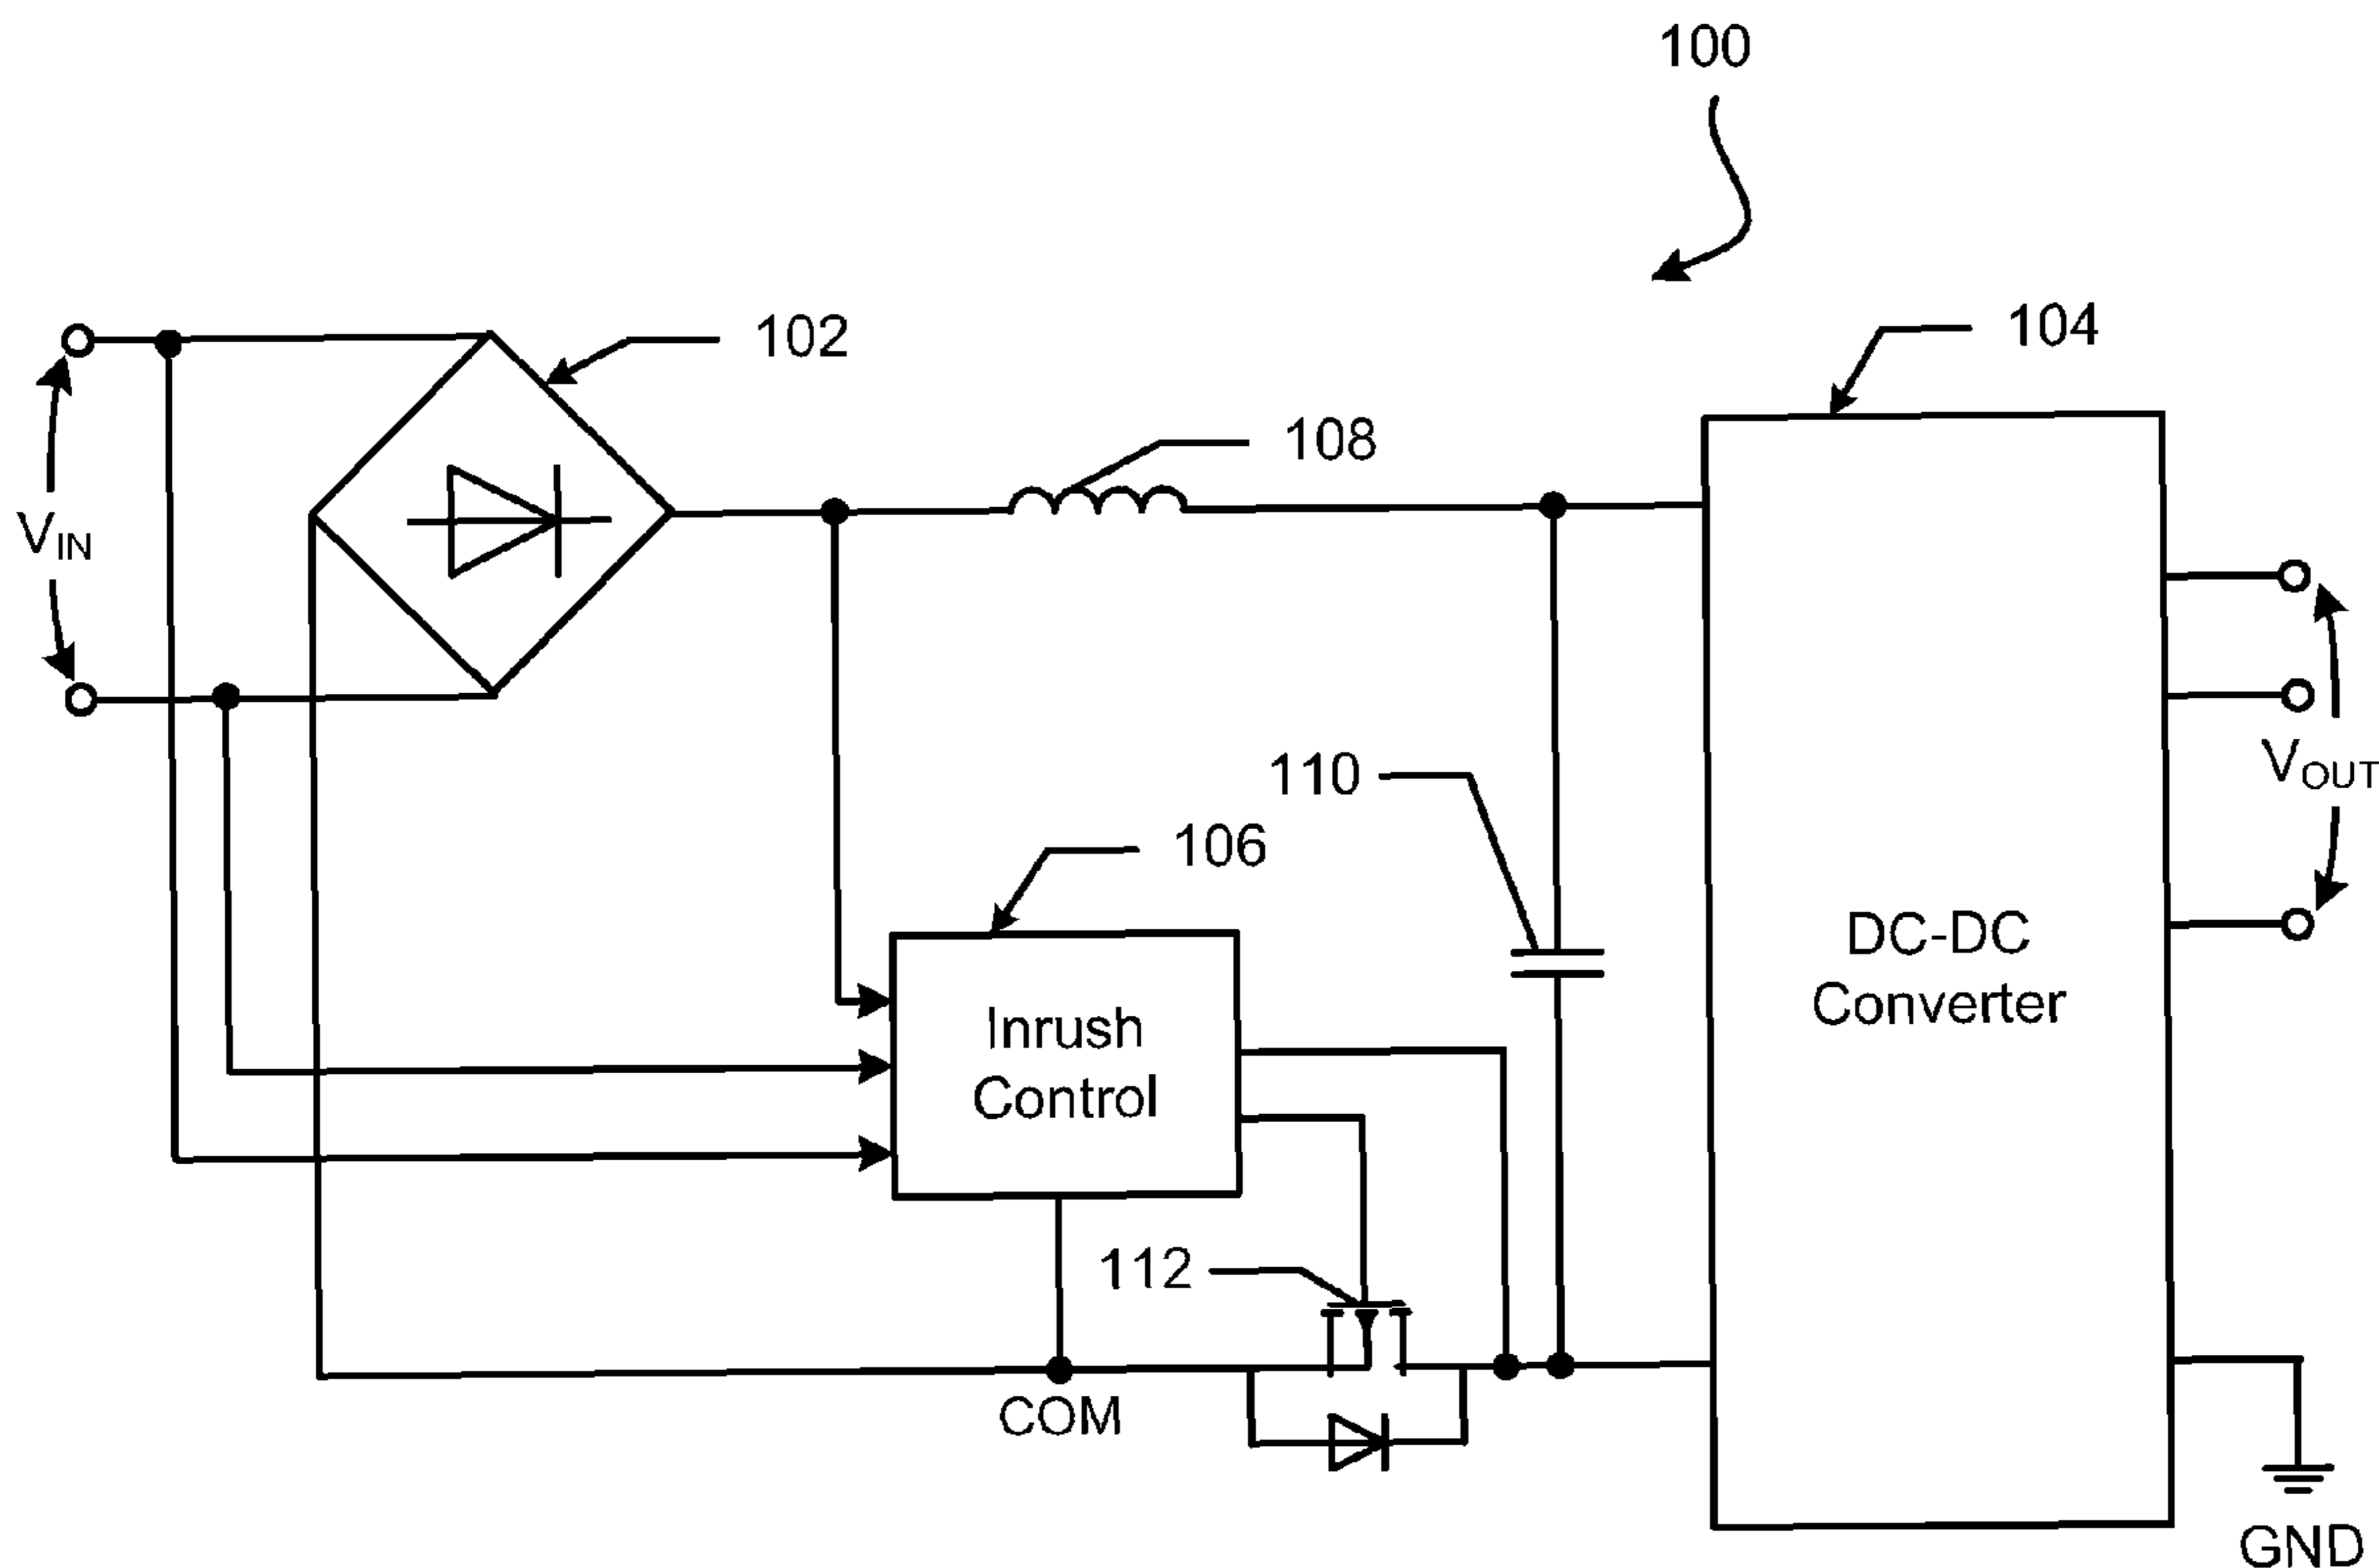 100
102
104
108
VIN
110
VOUT
106
DC-DC
Converter
Inrush
Control
112
COM
GND